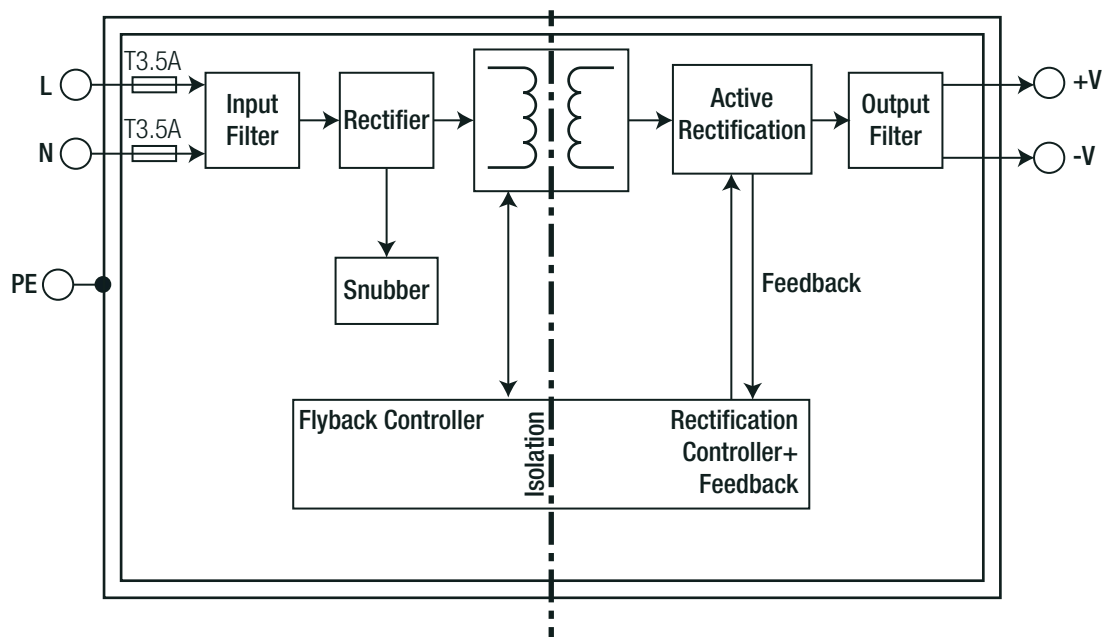 L
T3.5A
N
T3.5A
Input
Filter
Rectifier
Active
Rectification
Output
Filter
+V
-V
PE
Snubber
Feedback
Flyback Controller
Isolation
Rectification
Controller+
Feedback